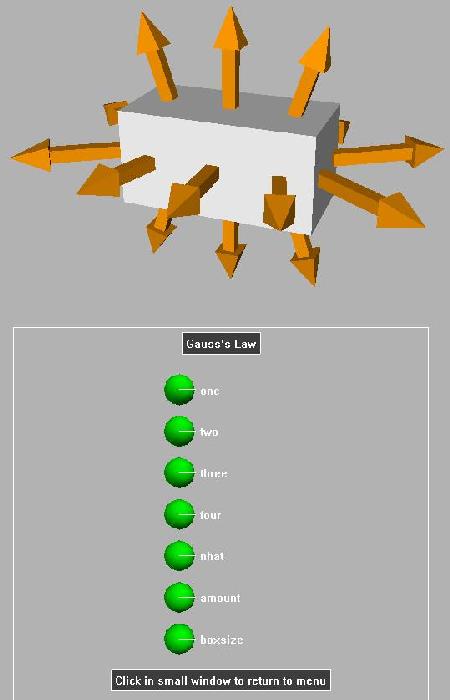 Gauss's Law
one
two
three
four
nhat
amount
boxsize
Click in small window to return to menu